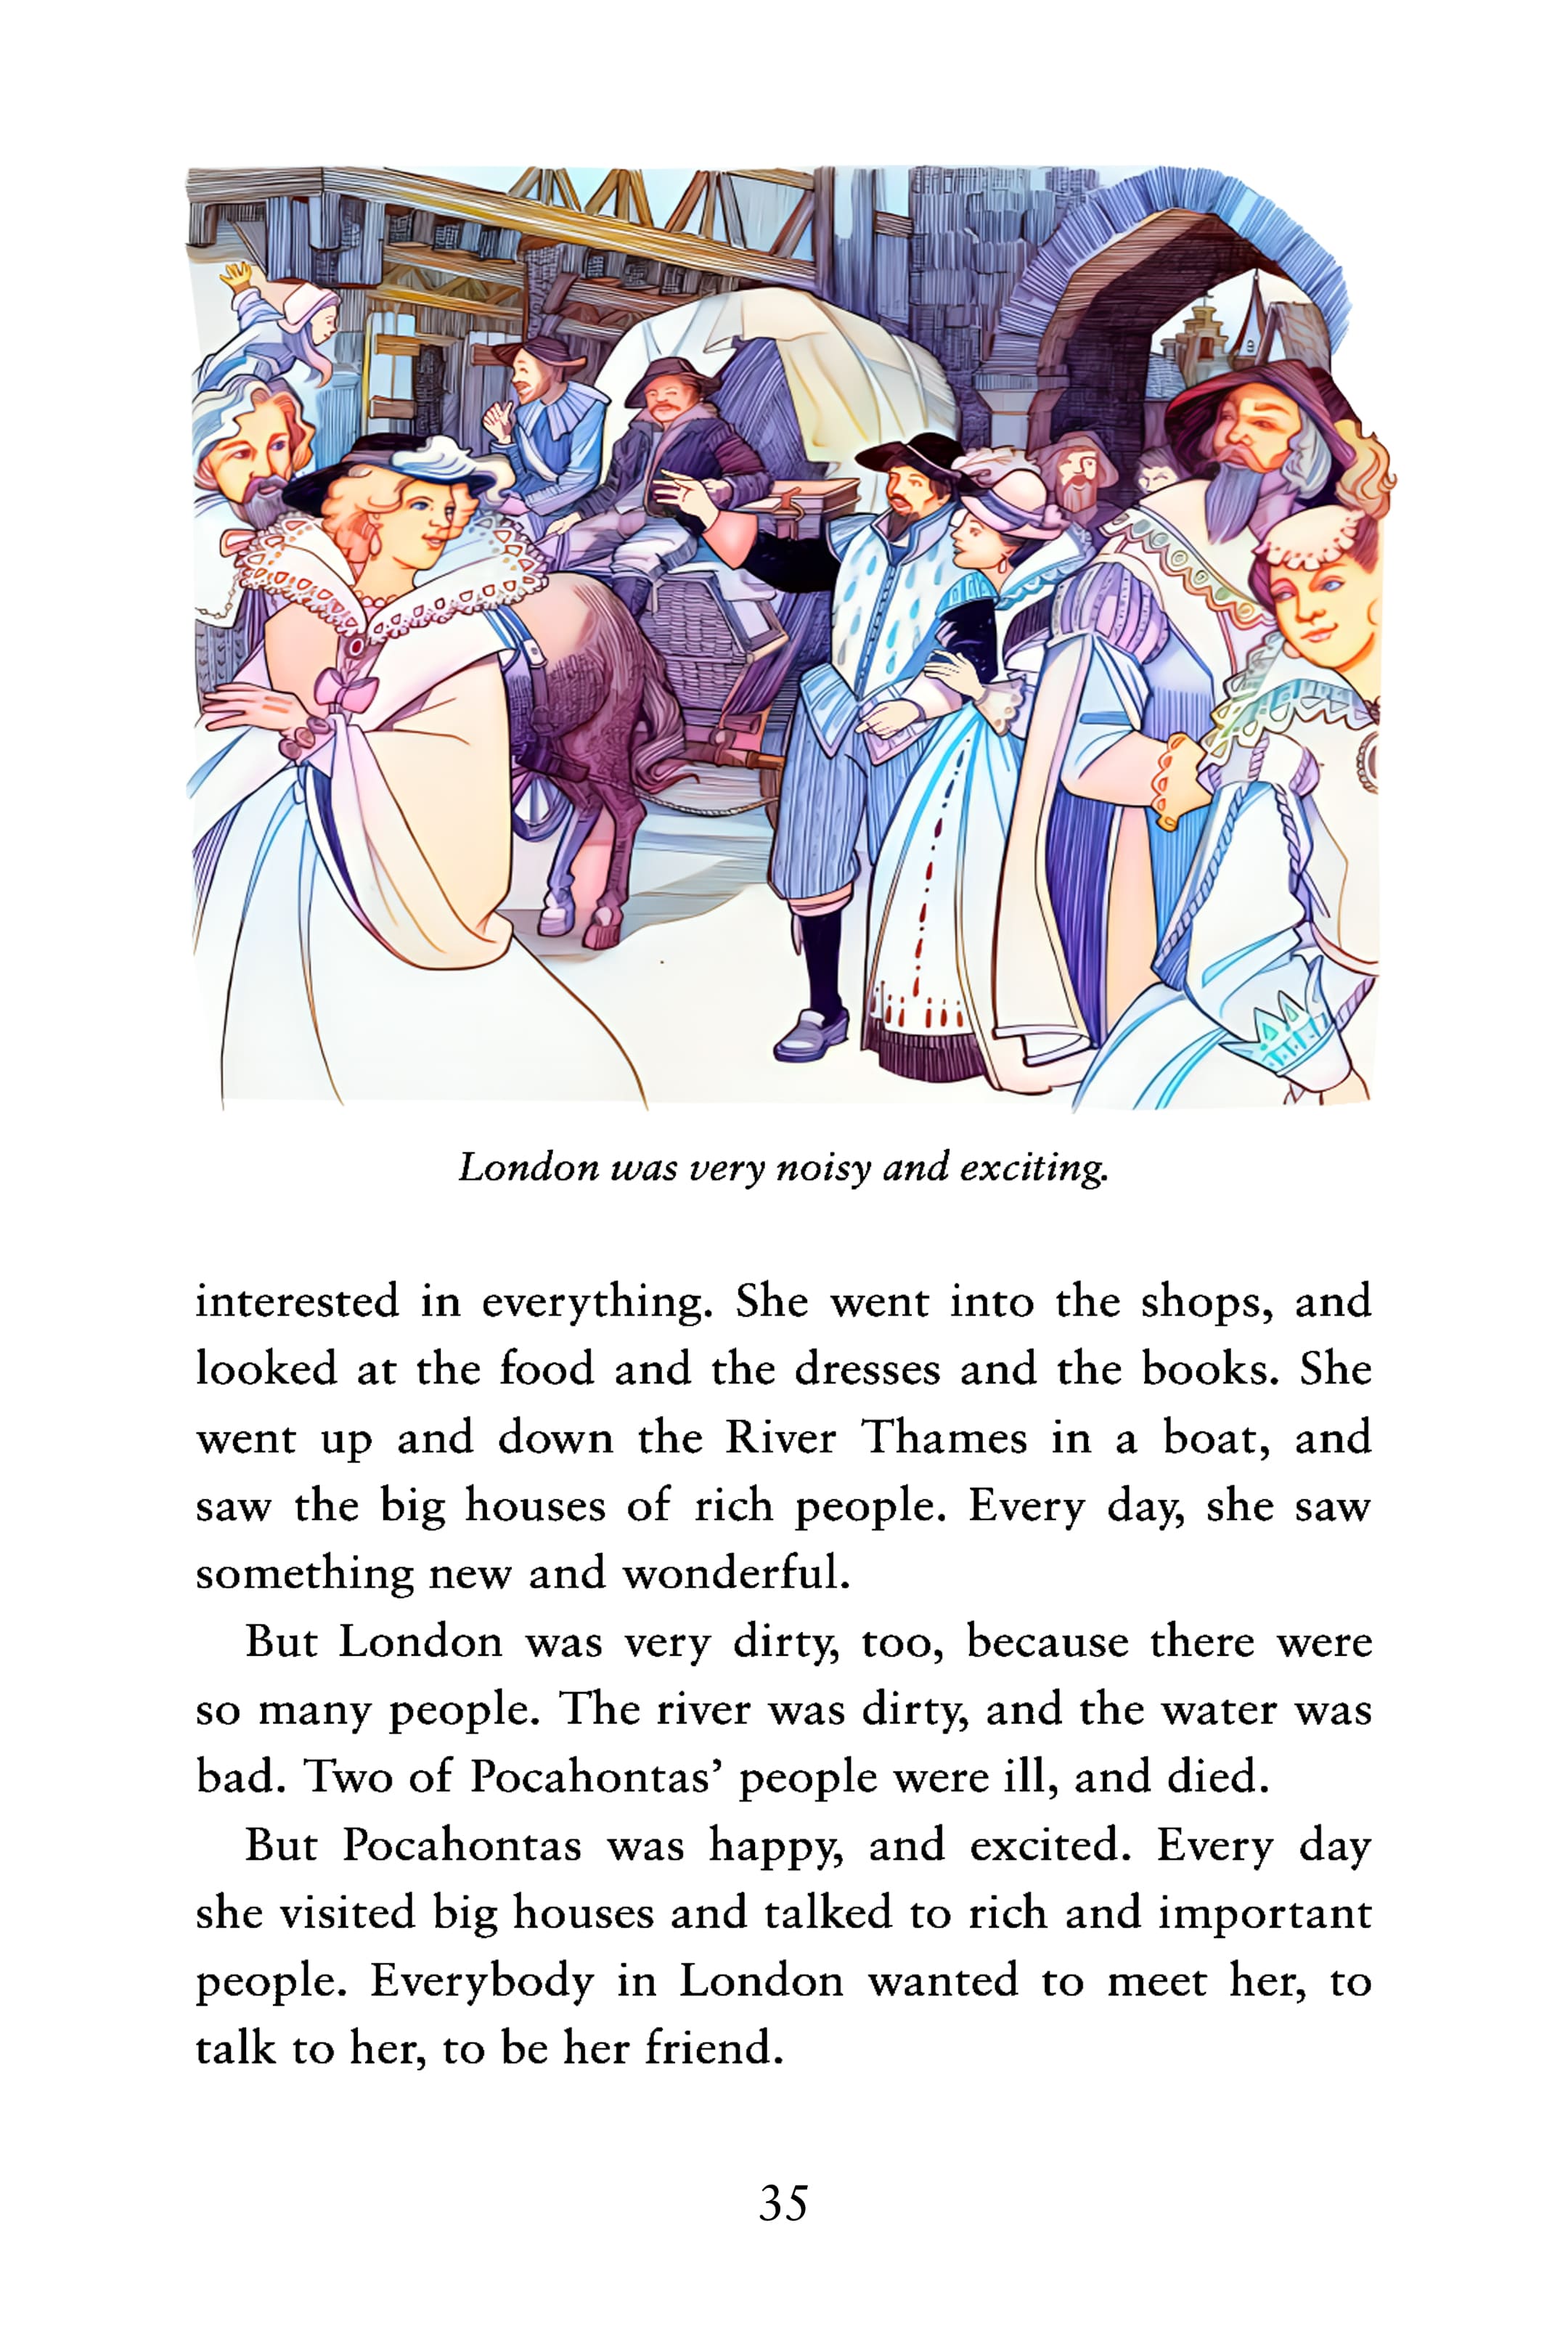 London was very noisy and exciting.
interested in everything. She went into the shops, and
looked at the food and the dresses and the books. She
went up and down the River Thames in a boat, and
saw the big houses of rich people. Every day, she saw
something new and wonderful.
But London was very dirty, too, because there were
so many people. The river was dirty, and the water was
bad. Two of Pocahontas’ people were ill, and died.
But Pocahontas was happy, and excited. Every day
she visited big houses and talked to rich and important
people. Everybody in London wanted to meet her, to
talk to her, to be her friend.
35